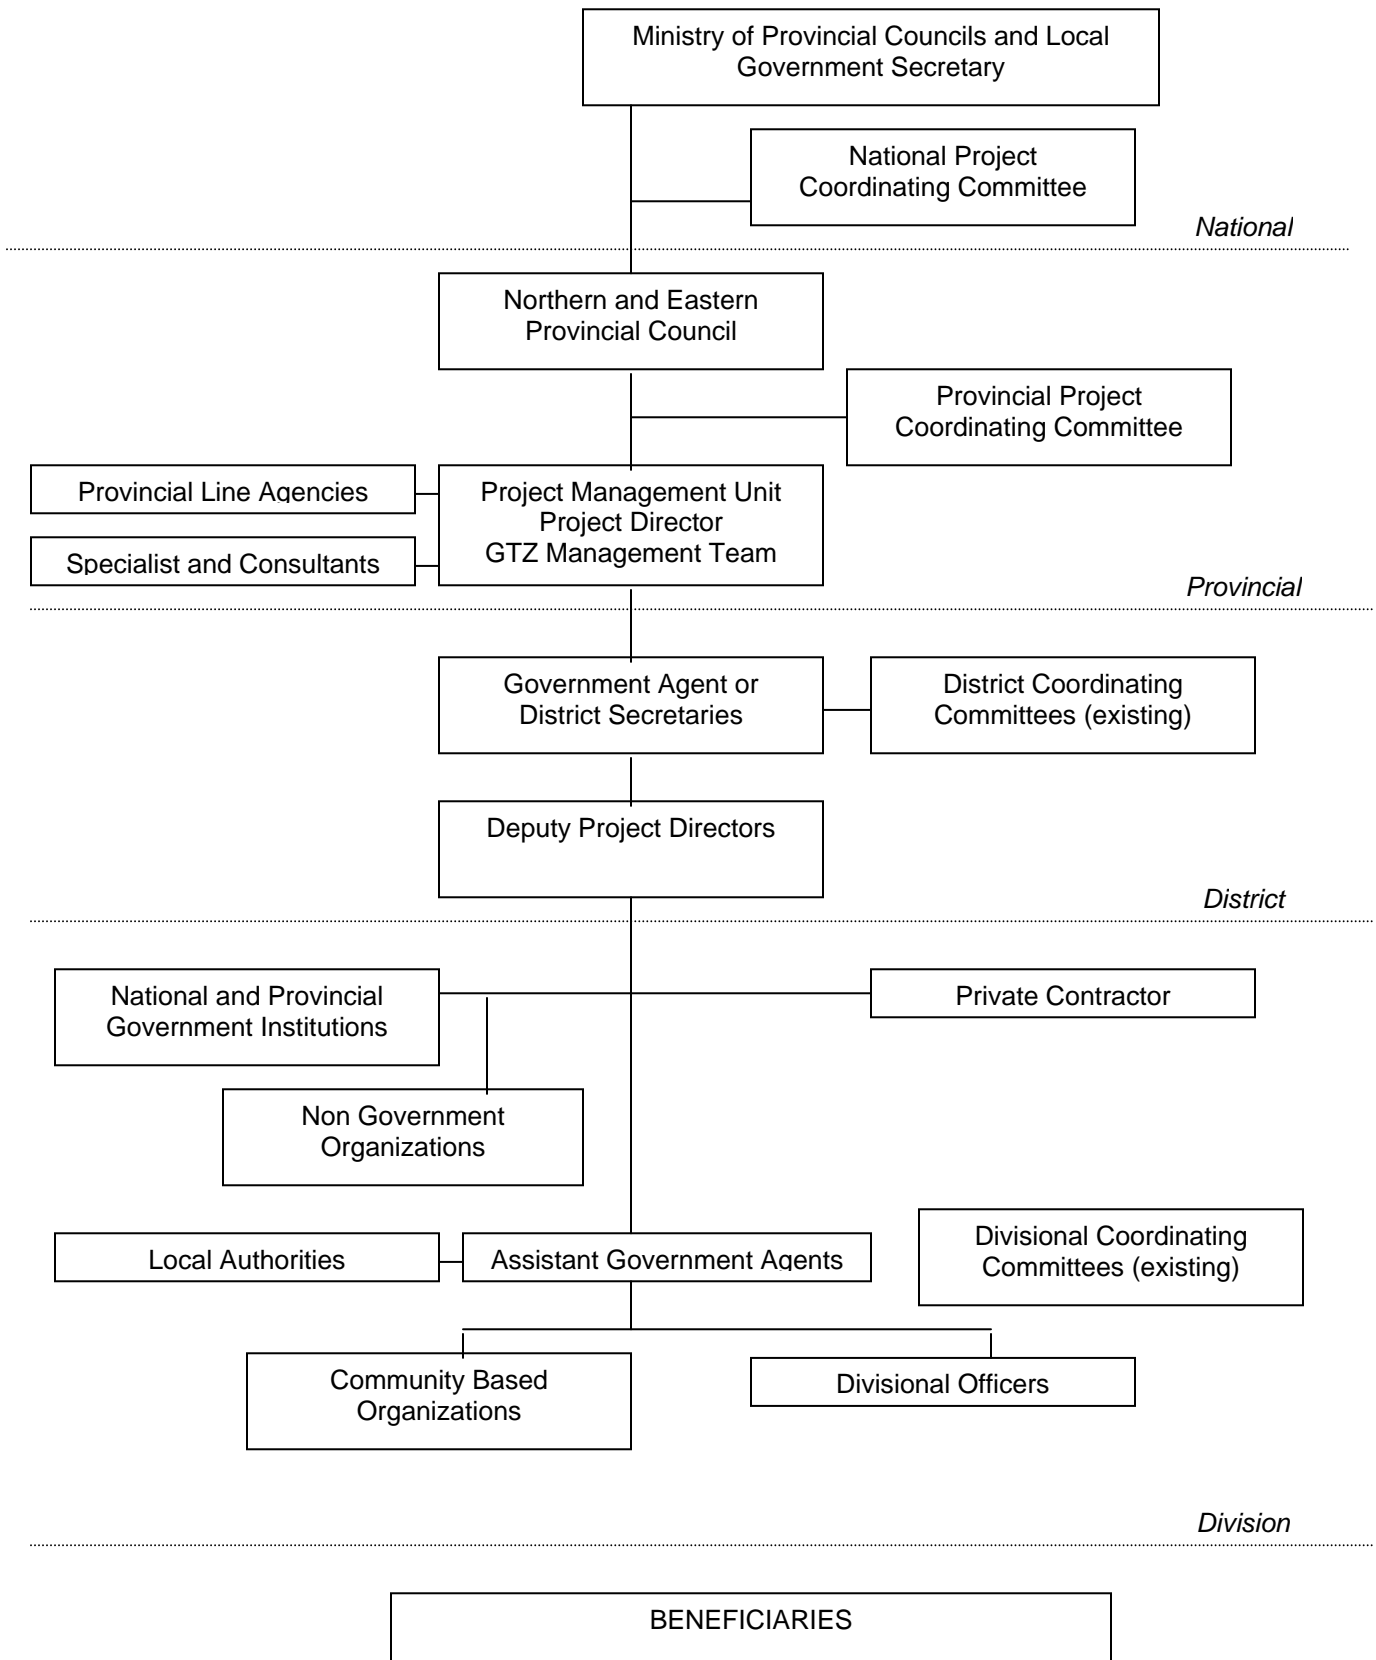 Ministry of Provincial Councils and Local
Government Secretary
National Project
Coordinating Committee
National
Northern and Eastern
Provincial Council
Provincial Project
Coordinating Committee
Provincial Line Agencies
Project Management Unit
Project Director
GTZ Management Team
Specialist and Consultants
Provincial
Government Agent or
District Secretaries
District Coordinating
Committees (existing)
Deputy Project Directors
District
National and Provincial
Government Institutions
Private Contractor
Non Government
Organizations
Local Authorities
Assistant Government Agents
Divisional Coordinating
Committees (existing)
Community Based
Organizations
Divisional Officers
Division
BENEFICIARIES